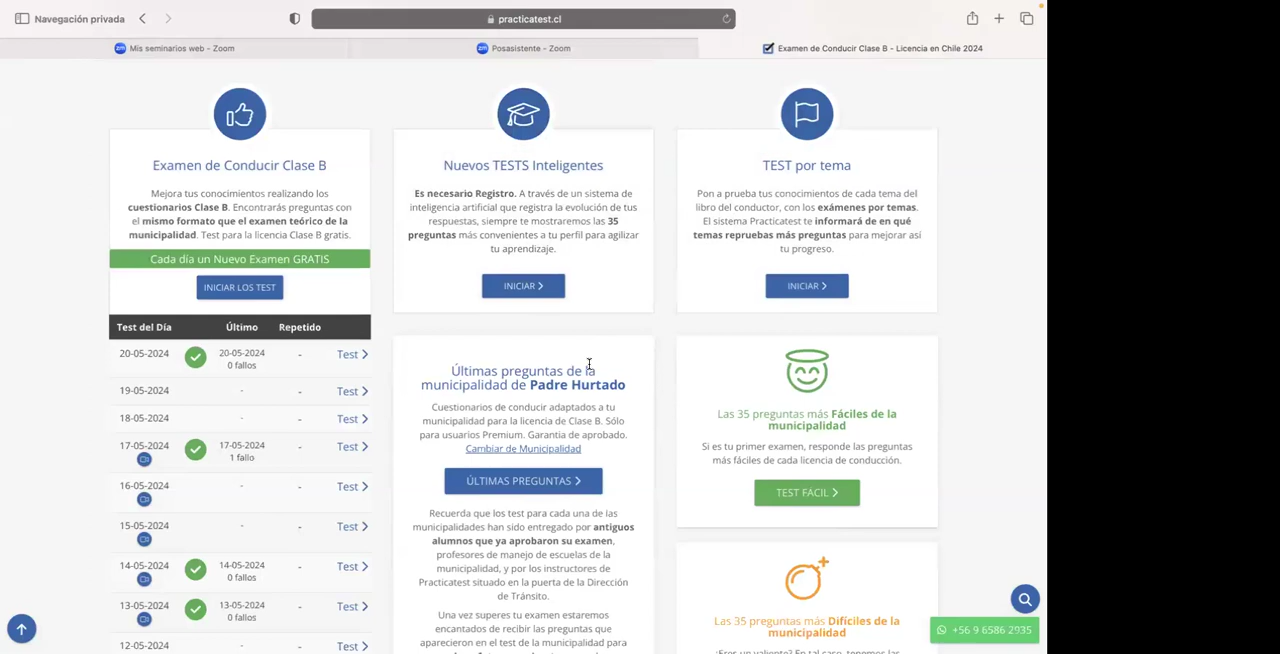 Navegación privada
practicatest.cl
Mis seminarios web - Zoom
Posasistente - Zoom
Examen de Conducir Clase B - Licencia en Chile 2024
Examen de Conducir Clase B
Mejora tus conocimientos realizando los
cuestionarios Clase B. Encontrarás preguntas con
el mismo formato que el examen teórico de la
municipalidad. Test para la licencia Clase B gratis.
Cada día un Nuevo Examen GRATIS
INICIAR LOS TEST
Test del Día Último Repetido
20-05-2024 20-05-2024 - Test
0 fallos
19-05-2024 - - Test
18-05-2024 - - Test
17-05-2024 17-05-2024 - Test
1 fallo
16-05-2024 - - Test
15-05-2024 - - Test
14-05-2024 14-05-2024 - Test
0 fallos
13-05-2024 13-05-2024 - Test
0 fallos
12-05-2024 - - Test
Nuevos TESTS Inteligentes
Es necesario Registro. A través de un sistema de
inteligencia artificial que registra la evolución de tus
respuestas, siempre te mostraremos las 35
preguntas más convenientes a tu perfil para agilizar
tu aprendizaje.
INICIAR
Últimas preguntas de la
municipalidad de Padre Hurtado
Cuestionarios de conducir adaptados a tu
municipalidad para la licencia de Clase B. Sólo
para usuarios Premium. Garantia de aprobado.
Cambiar de Municipalidad
ÚLTIMAS PREGUNTAS
Recuerda que los test para cada una de las
municipalidades han sido entregado por antiguos
alumnos que ya aprobaron su examen,
profesores de manejo de escuelas de la
municipalidad, y por los instructores de
Practicatest situado en la puerta de la Dirección
de Tránsito.
Una vez superes tu examen estaremos
encantados de recibir las preguntas que
aparecieron en el test de la municipalidad para
TEST por tema
Pon a prueba tus conocimientos de cada tema del
libro del conductor, con los exámenes por temas.
El sistema Practicatest te informará de en qué
temas repruebas más preguntas para mejorar así
tu progreso.
INICIAR
Las 35 preguntas más Fáciles de la
municipalidad
Si es tu primer examen, responde las preguntas
más fáciles de cada licencia de conducción.
TEST FÁCIL
Las 35 preguntas más Difíciles de la
municipalidad
¿Eres un valiente? En tal caso, tenemos las
+56 9 6586 2935